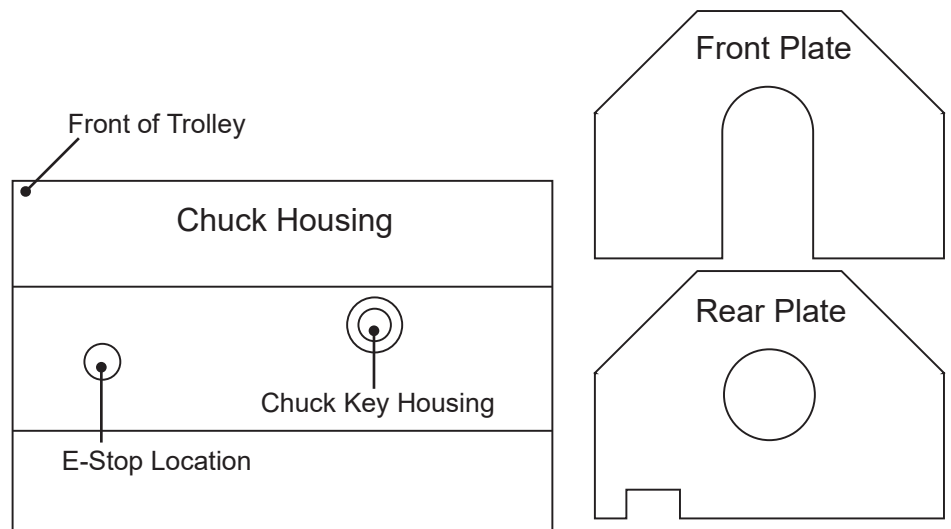 Front of Trolley
Chuck Housing
Chuck Key Housing
E-Stop Location
Front Plate
Rear Plate